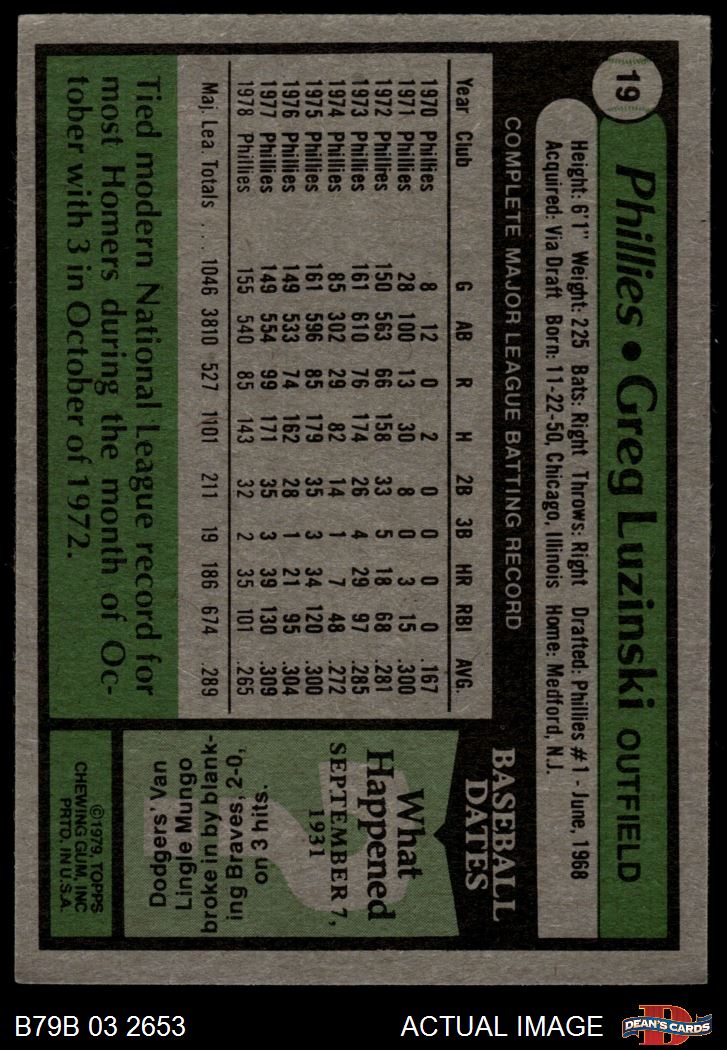 19
Phillies • Greg Luzinski OUTFIELD
Height: 6'1" Weight: 225 Bats: Right Throws: Right Drafted: Phillies #1 - June, 1968
Acquired: Via Draft Born: 11-22-50, Chicago, Illinois Home: Medford, N.J.
COMPLETE MAJOR LEAGUE BATTING RECORD
Year Club G AB R H 2B 3B HR RBI AVG.
1970 Phillies 8 12 0 2 0 0 0 0 .167
1971 Phillies 28 100 13 30 8 0 3 15 .300
1972 Phillies 150 563 66 158 33 5 18 68 .281
1973 Phillies 161 610 76 174 26 4 29 97 .285
1974 Phillies 85 302 29 82 14 1 7 48 .272
1975 Phillies 161 596 85 179 35 3 34 120 .300
1976 Phillies 149 533 74 162 28 1 21 95 .304
1977 Phillies 149 554 99 171 35 3 39 130 .309
1978 Phillies 155 540 85 143 32 2 35 101 .265
Maj. Lea. Totals . . . 1046 3810 527 1101 211 19 186 674 .289
Tied modern National League record for
most Homers during the month of Oc-
tober with 3 in October of 1972.
BASEBALL
DATES
What
Happened
SEPTEMBER 7,
1931
Dodgers' Van
Lingle Mungo
broke in by blank-
ing Braves, 2-0,
on 3 hits.
©1979, TOPPS
CHEWING GUM, INC
PRTD. IN U.S.A.
B79B 03 2653
ACTUAL IMAGE
D
DEAN'S CARDS